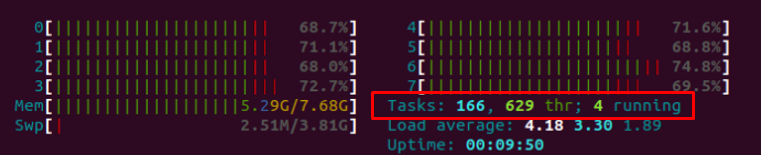 0[||||||||||||||||||||||| 68.7%] 4[||||||||||||||||||||||| 71.6%]
1[||||||||||||||||||||||| 71.1%] 5[|||||||||||||||||||||| 68.8%]
2[||||||||||||||||||||||| 68.0%] 6[||||||||||||||||||||||||| 74.8%]
3[|||||||||||||||||||||||| 72.7%] 7[||||||||||||||||||||||| 69.5%]
Mem[||||||||||||||||||||5.29G/7.68G] Tasks: 166, 629 thr; 4 running
Swp[| 2.51M/3.81G] Load average: 4.18 3.30 1.89
Uptime: 00:09:50